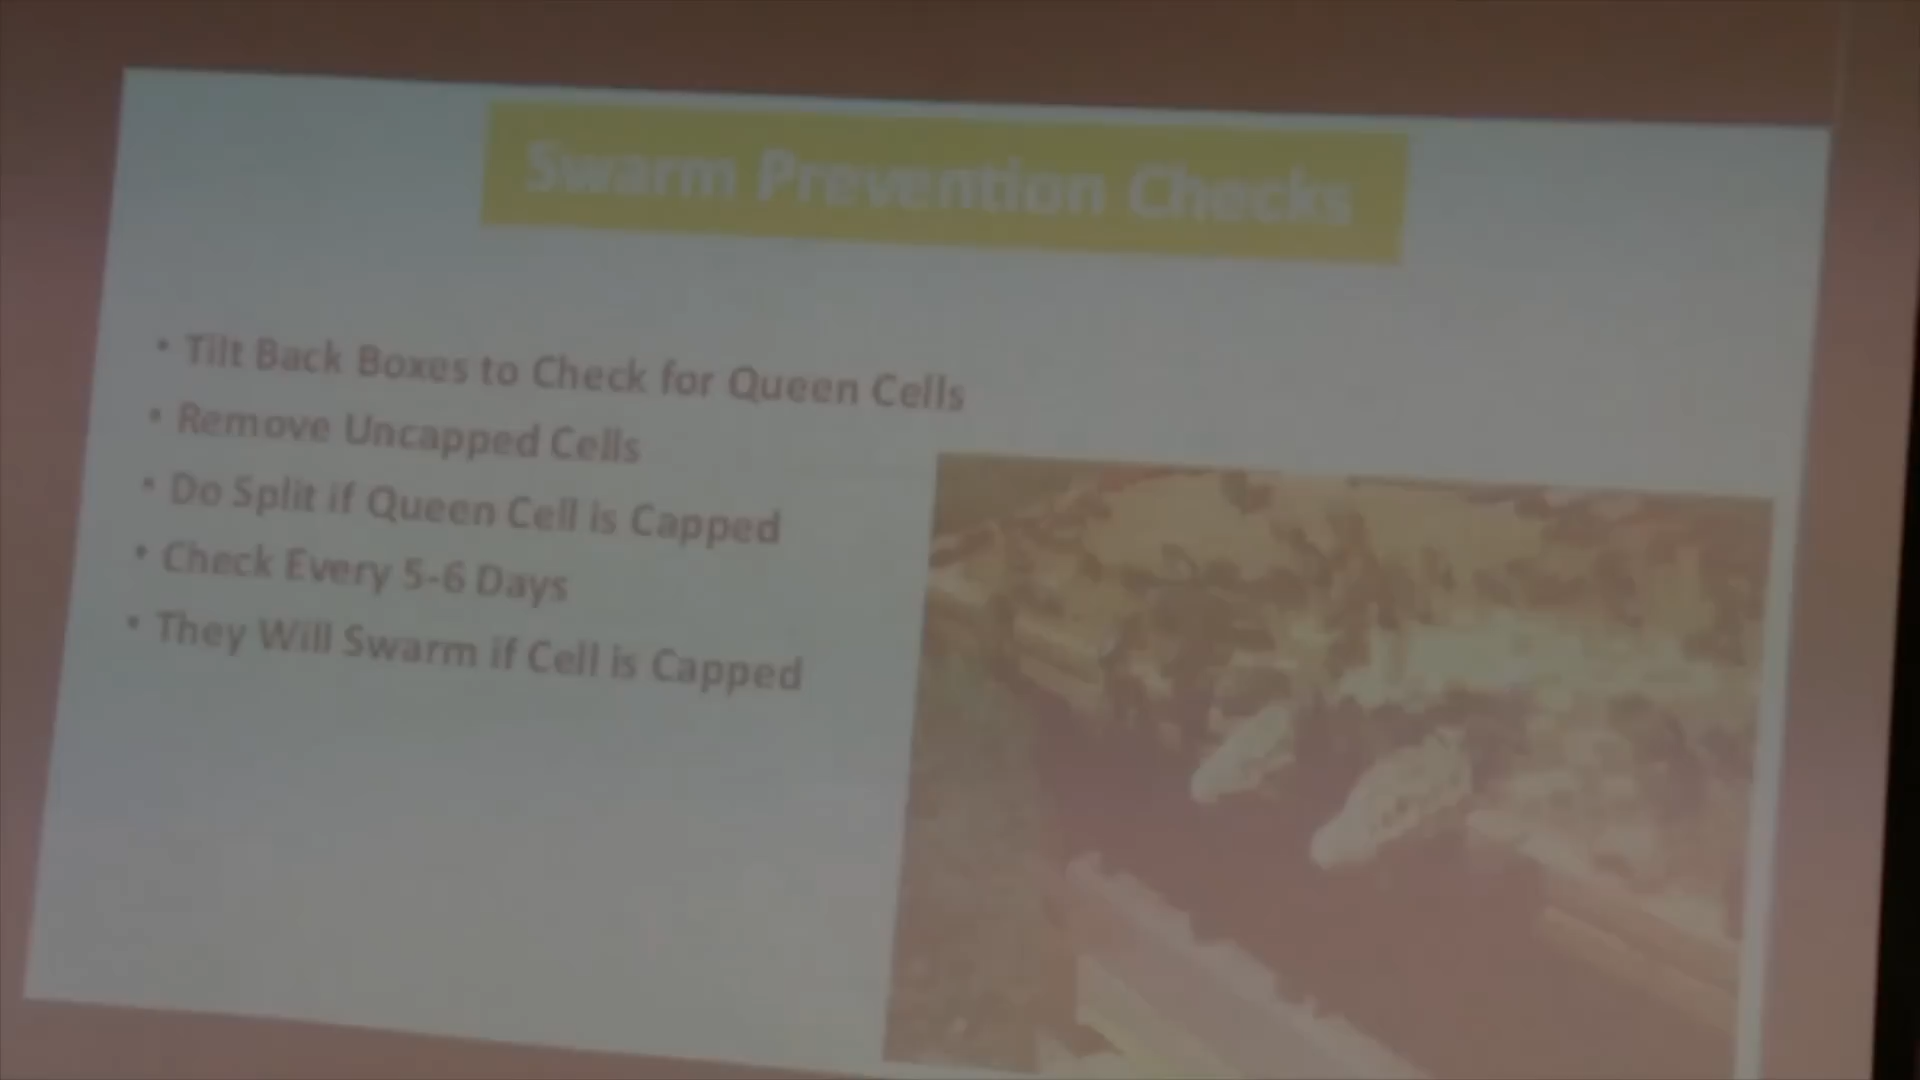 Swarm Prevention Checks
• Tilt Back Boxes to Check for Queen Cells
• Remove Uncapped Cells
• Do Split if Queen Cell is Capped
• Check Every 5-6 Days
• They Will Swarm if Cell is Capped